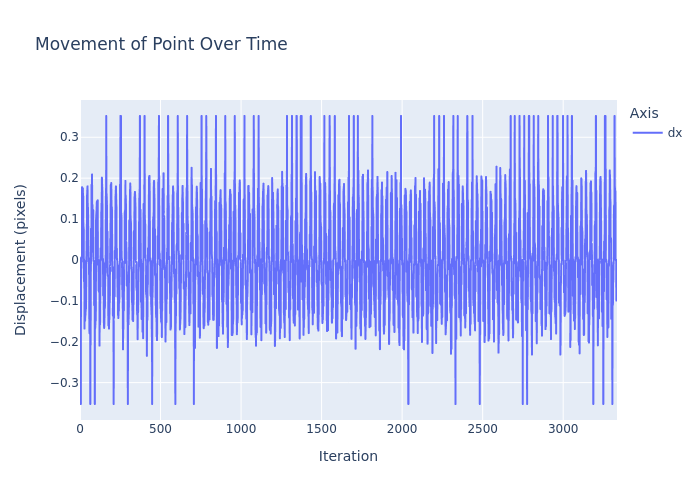 Movement of Point Over Time
Axis
dx
Displacement (pixels)
0.3
0.2
0.1
0
−0.1
−0.2
−0.3
0 500 1000 1500 2000 2500 3000
Iteration